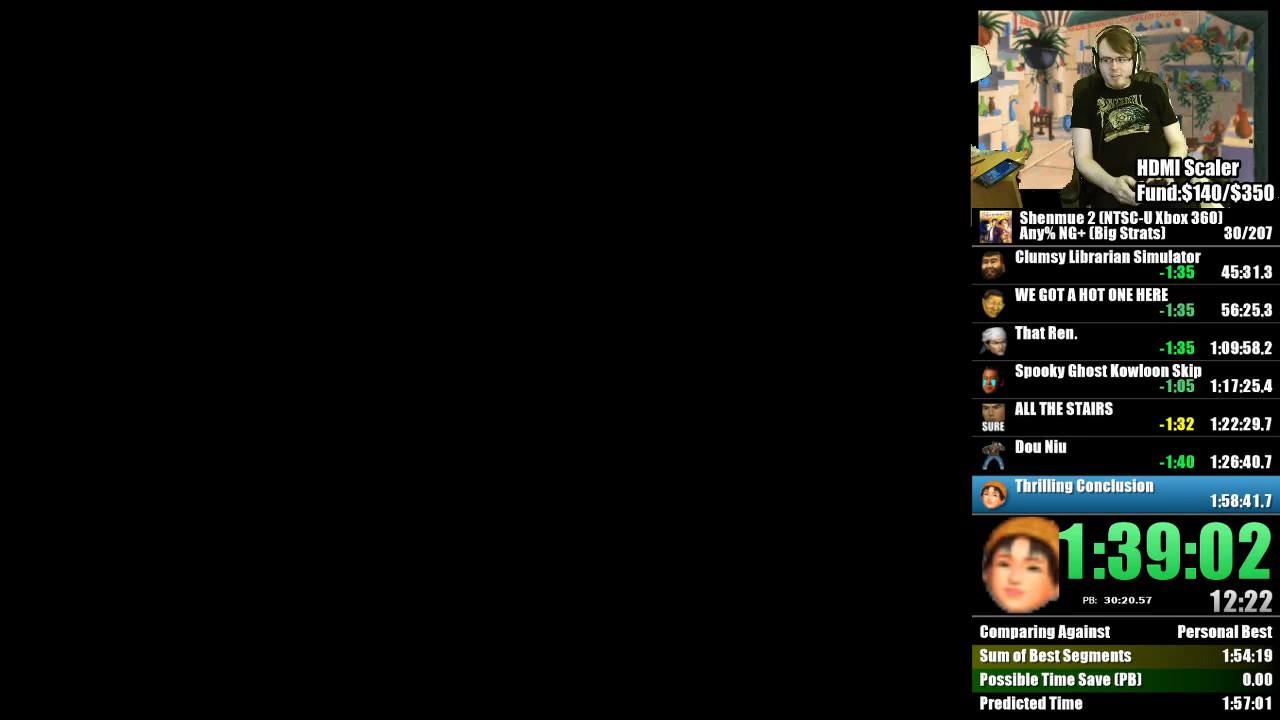 HDMI Scaler
Fund:$140/$350
Shenmue 2 (NTSC-U Xbox 360)
Any% NG+ (Big Strats) 30/207
Clumsy Librarian Simulator
-1:35 45:31.3
WE GOT A HOT ONE HERE
-1:35 56:25.3
That Ren.
-1:35 1:09:58.2
Spooky Ghost Kowloon Skip
-1:05 1:17:25.4
ALL THE STAIRS
SURE -1:32 1:22:29.7
Dou Niu
-1:40 1:26:40.7
Thrilling Conclusion
1:58:41.7
1:39:02
PB: 30:20.57 12:22
Comparing Against Personal Best
Sum of Best Segments 1:54:19
Possible Time Save (PB) 0.00
Predicted Time 1:57:01